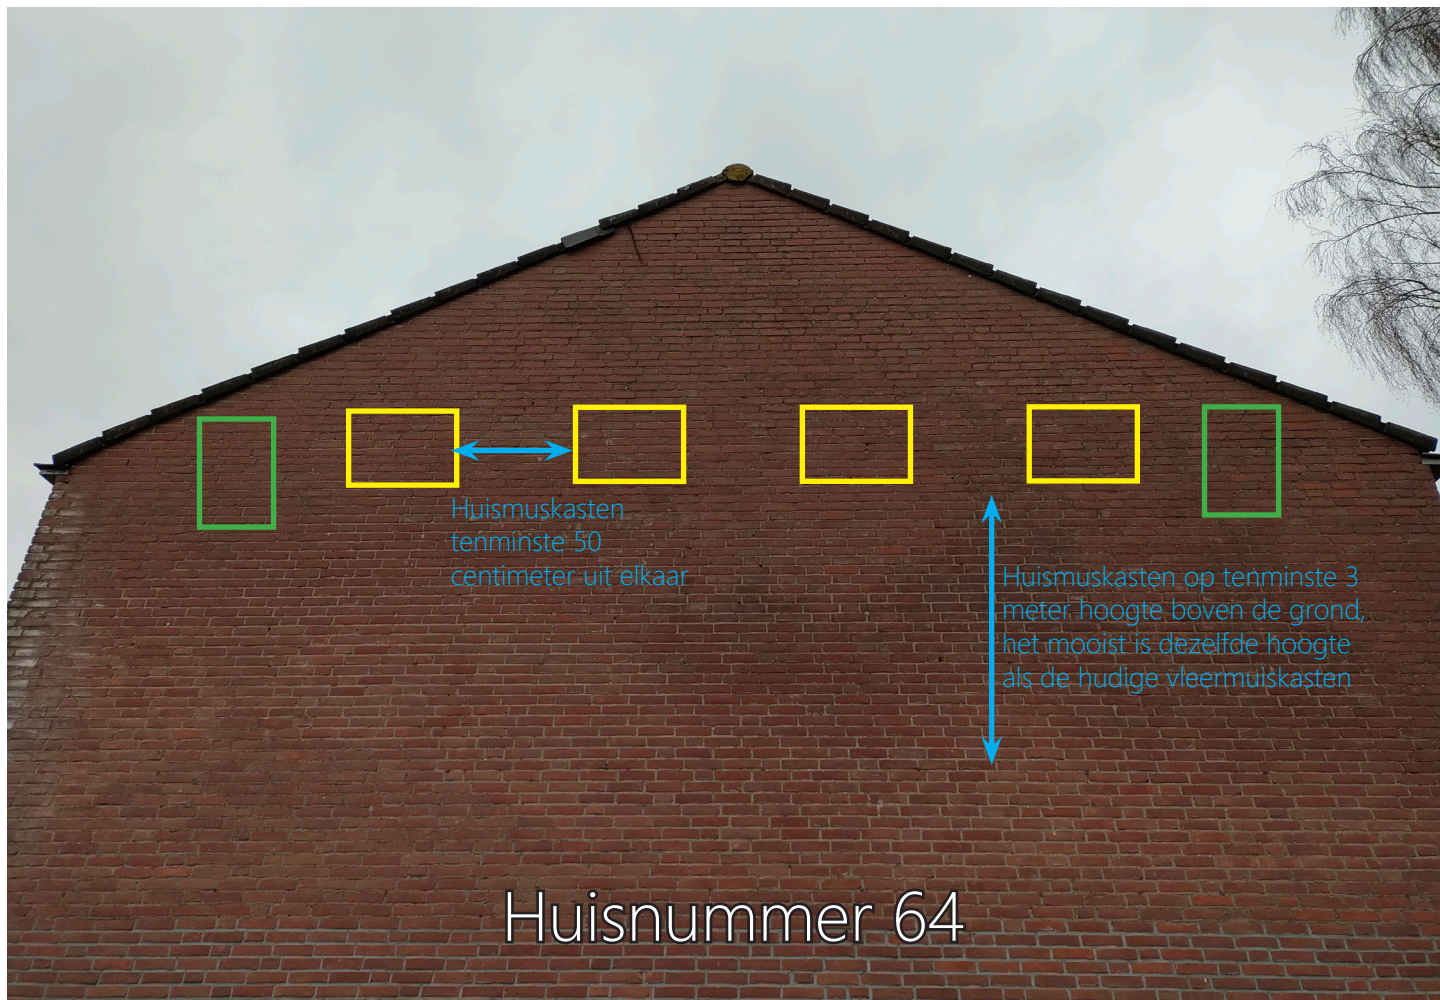 Huismuskasten
tenminste 50
centimeter uit elkaar
Huismuskasten op tenminste 3
meter hoogte boven de grond,
het mooist is dezelfde hoogte
als de hudige vleermuiskasten
Huisnummer 64